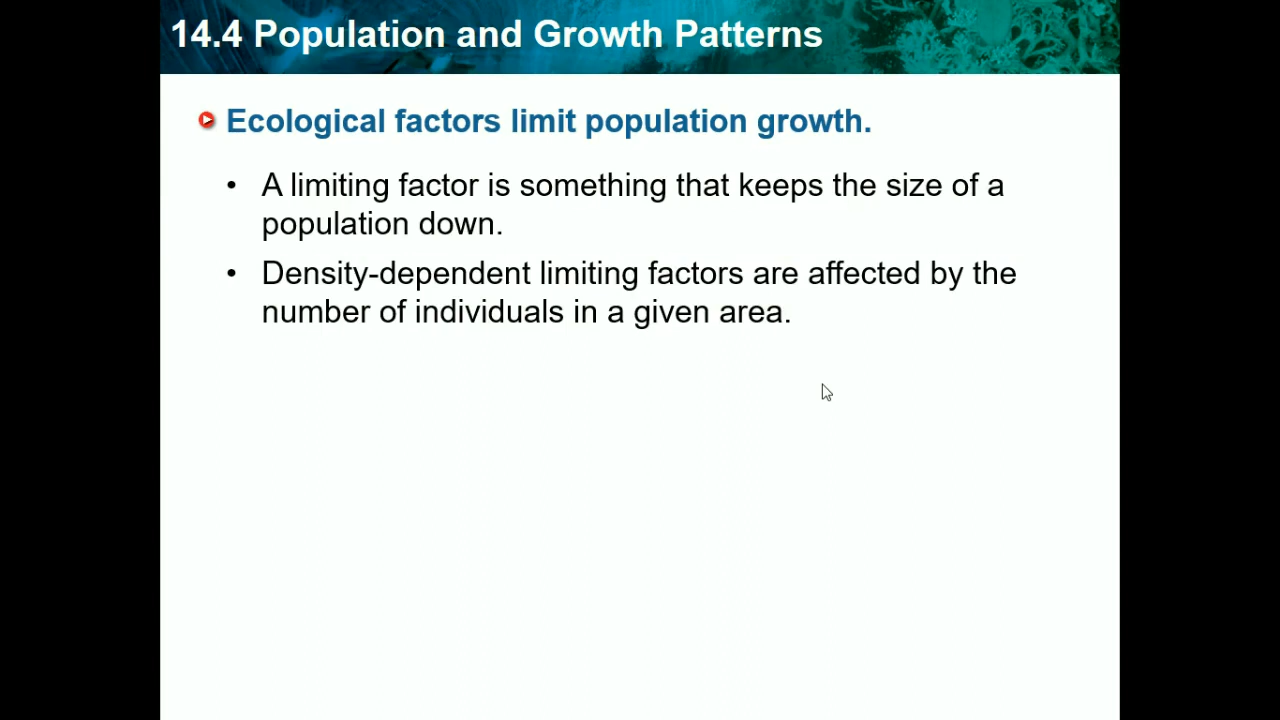 14.4 Population and Growth Patterns
Ecological factors limit population growth.
• A limiting factor is something that keeps the size of a
population down.
• Density-dependent limiting factors are affected by the
number of individuals in a given area.